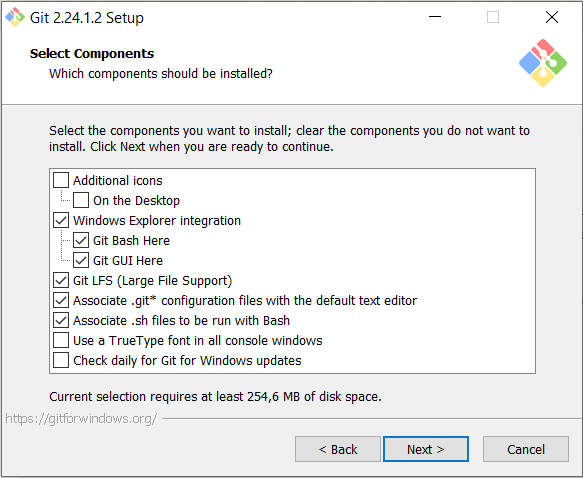 Git 2.24.1.2 Setup
Select Components
Which components should be installed?
Select the components you want to install; clear the components you do not want to
install. Click Next when you are ready to continue.
Additional icons
On the Desktop
Windows Explorer integration
Git Bash Here
Git GUI Here
Git LFS (Large File Support)
Associate .git* configuration files with the default text editor
Associate .sh files to be run with Bash
Use a TrueType font in all console windows
Check daily for Git for Windows updates
Current selection requires at least 254,6 MB of disk space.
https://gitforwindows.org/
< Back Next > Cancel